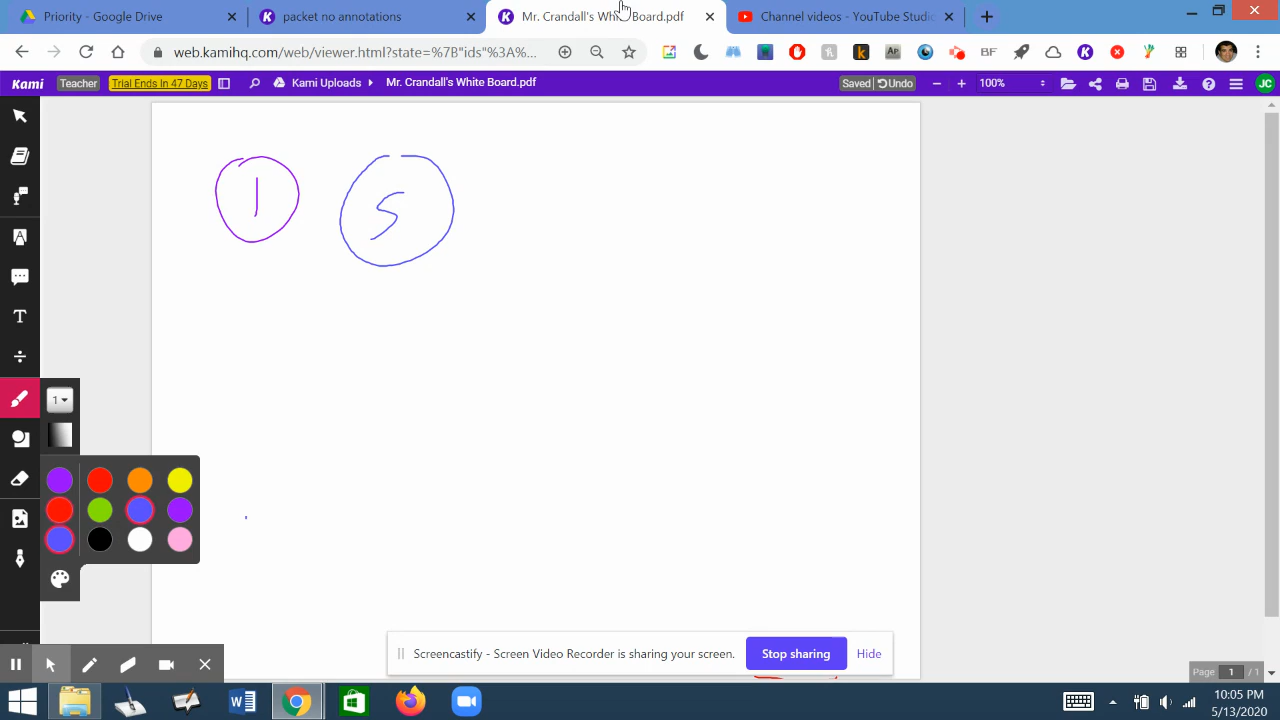 Priority - Google Drive
packet no annotations
Mr. Crandall's White Board.pdf
Channel videos - YouTube Studio
web.kamihq.com/web/viewer.html?state=%7B"ids"%3A%...
Kami
Teacher
Trial Ends In 47 Days
Kami Uploads
Mr. Crandall's White Board.pdf
Saved
Undo
100%
JC
1 S
1
Screencastify - Screen Video Recorder is sharing your screen.
Stop sharing
Hide
Page 1 / 1
10:05 PM
5/13/2020